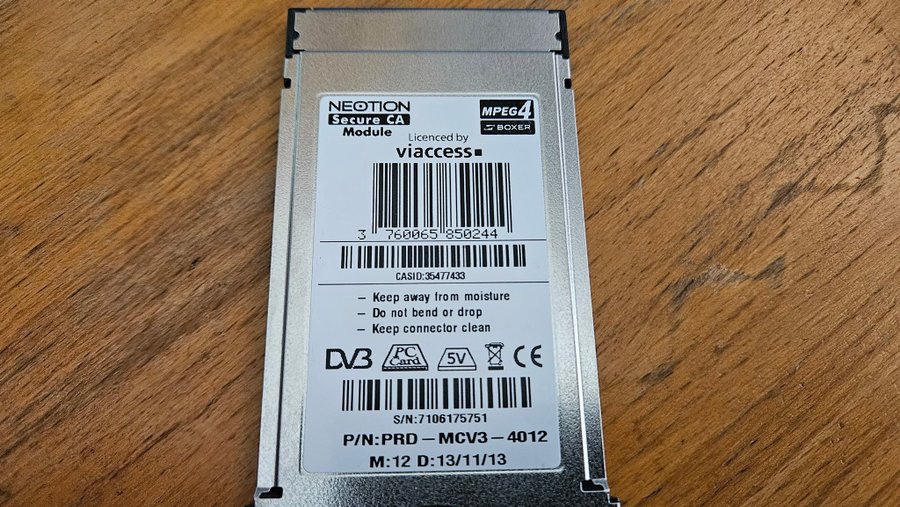 NEOTION
Secure CA
Module
MPEG4
BOXER
Licenced by
viaccess
3 760065 850244
CASID:35477433
– Keep away from moisture
– Do not bend or drop
– Keep connector clean
DVB PC Card 5V CE
S/N:7106175751
P/N:PRD – MCV3 – 4012
M:12 D:13/11/13